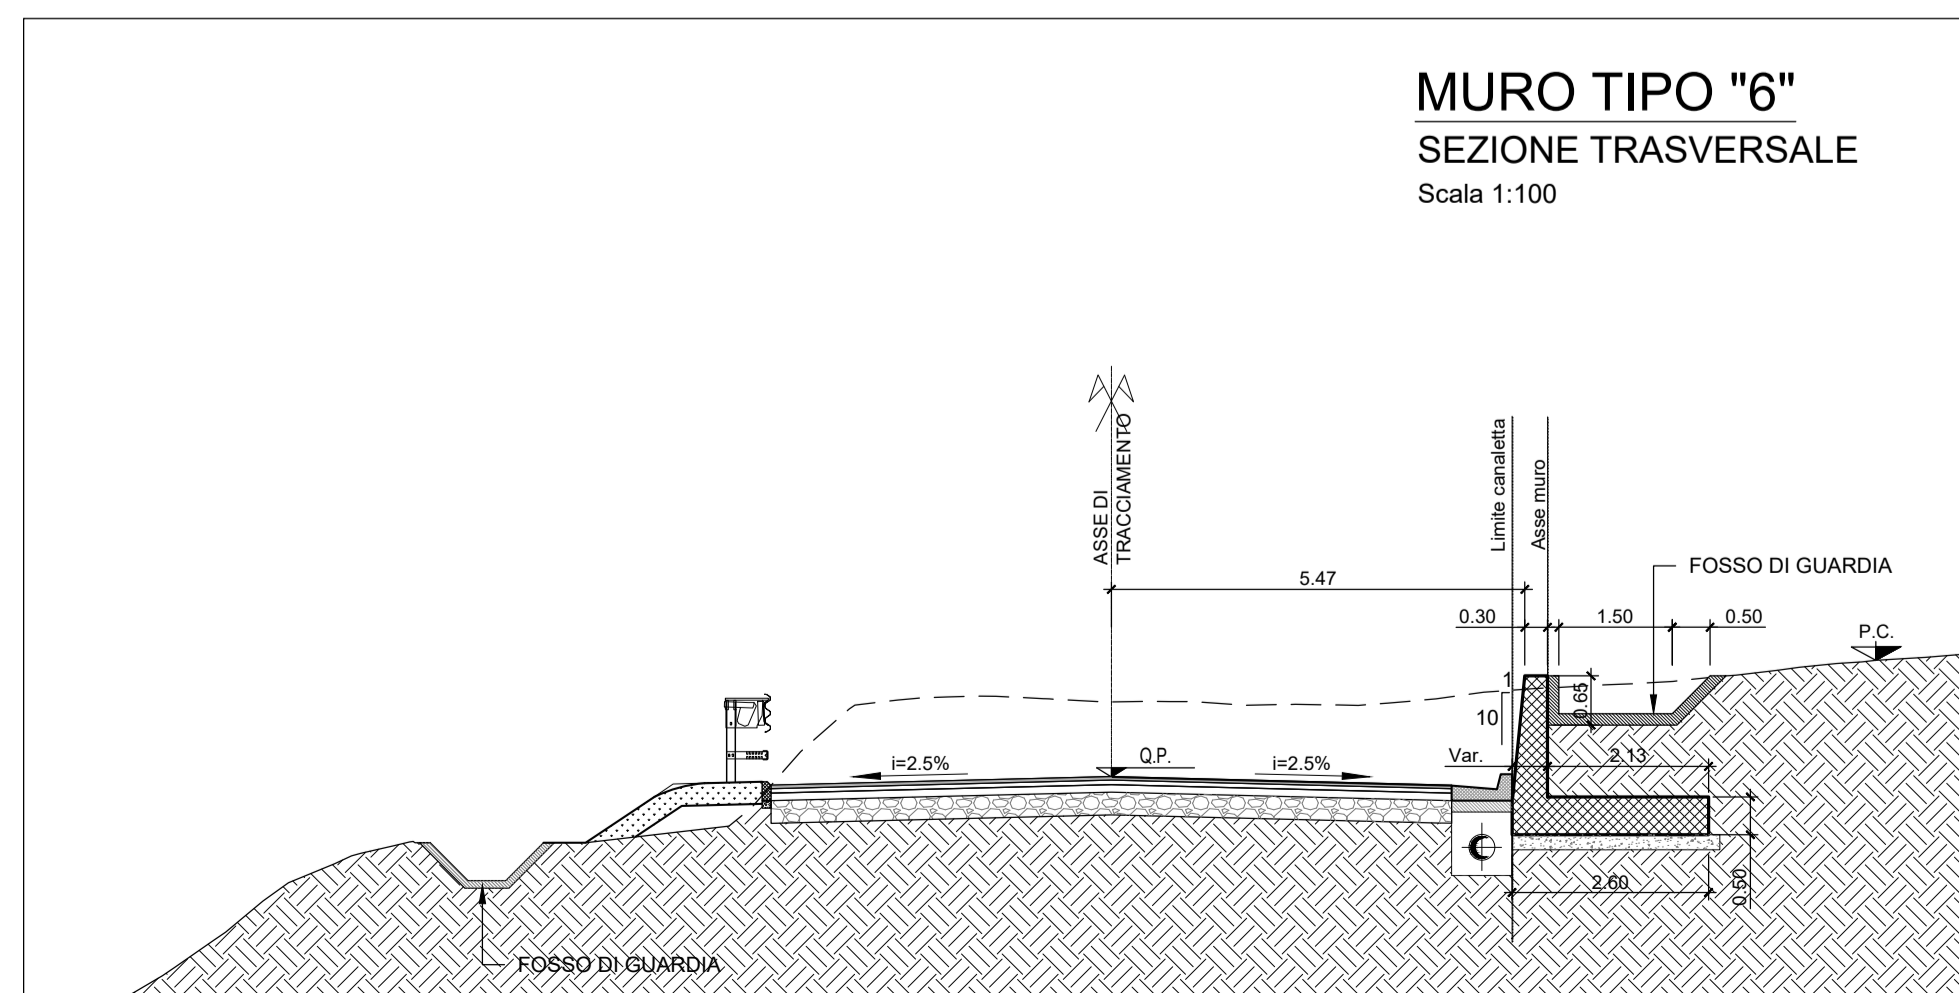 MURO TIPO "6"
SEZIONE TRASVERSALE
Scala 1:100
ASSE DI
TRACCIAMENTO
Limite canaletta
Asse muro
FOSSO DI GUARDIA
5.47
0.30
1.50
0.50
P.C.
1
10
0.65
i=2.5%
Q.P.
i=2.5%
Var.
2.13
2.60
0.50
FOSSO DI GUARDIA